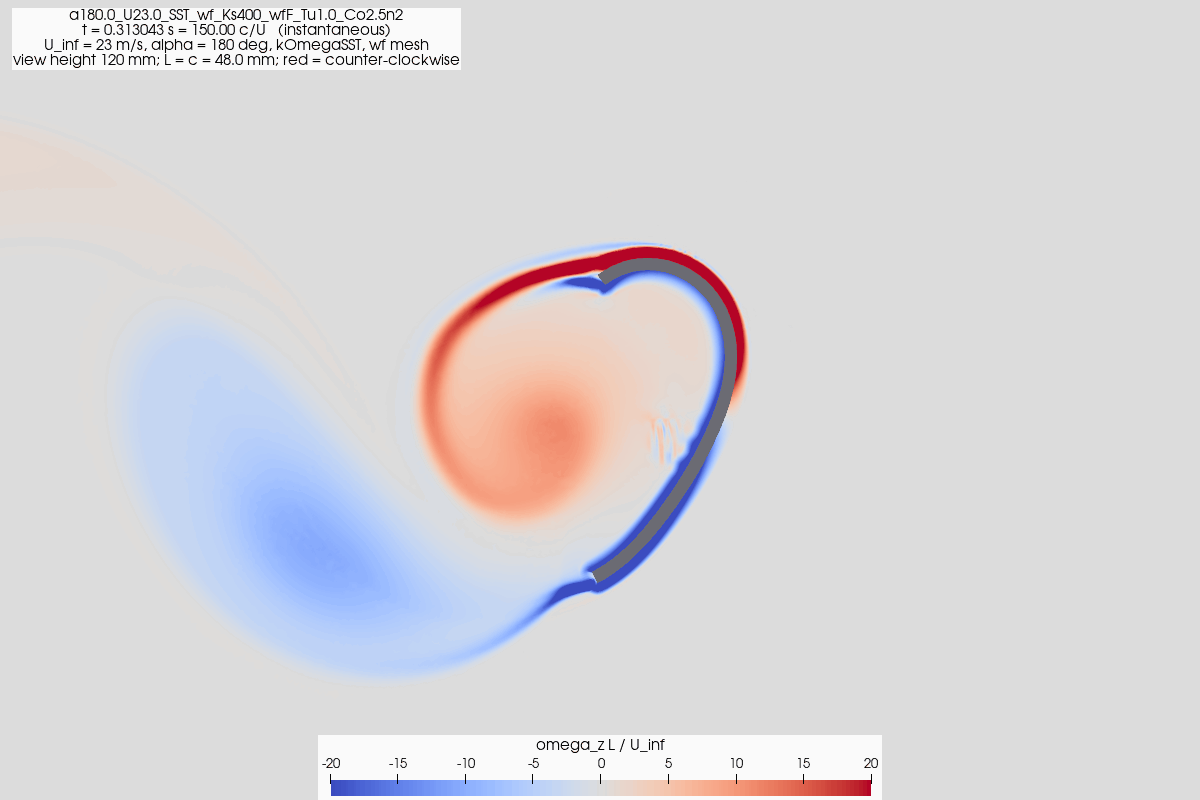 a180.0_U23.0_SST_wf_Ks400_wfF_Tu1.0_Co2.5n2
t = 0.313043 s = 150.00 c/U (instantaneous)
U_inf = 23 m/s, alpha = 180 deg, kOmegaSST, wf mesh
view height 120 mm; L = c = 48.0 mm; red = counter-clockwise
omega_z L / U_inf
-20 -15 -10 -5 0 5 10 15 20